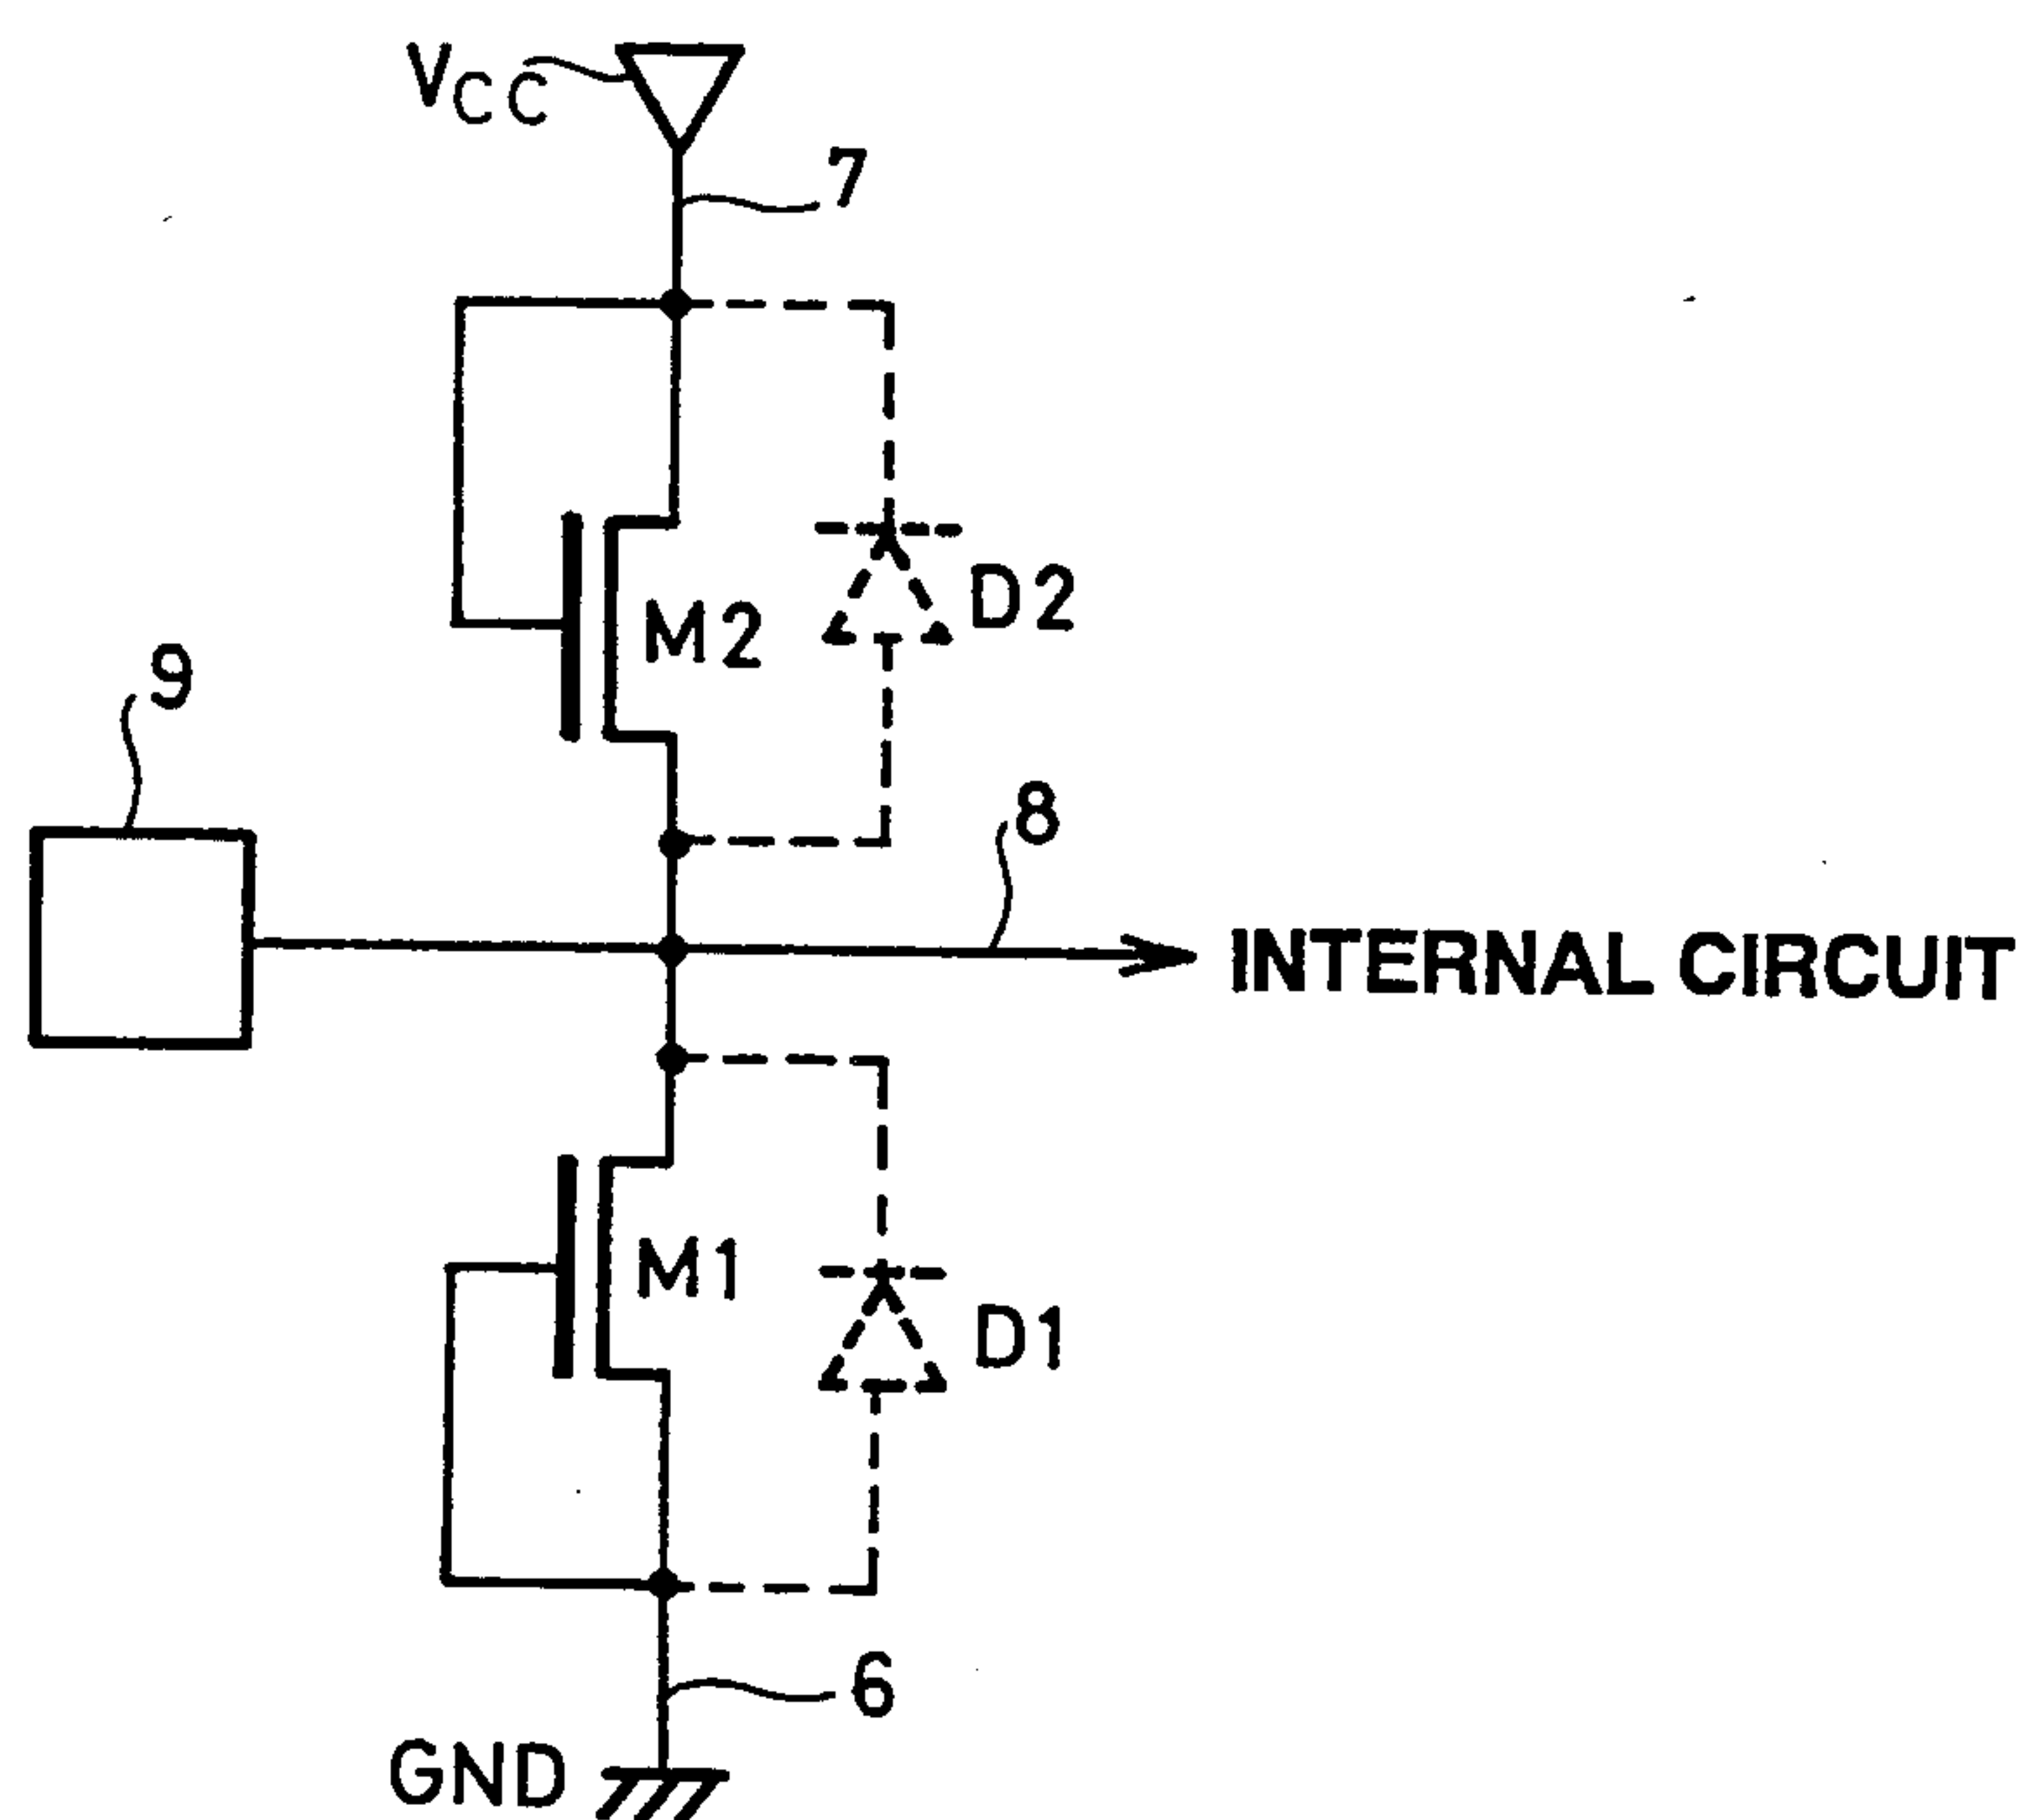 VCC
7
M2
D2
9
8
INTERNAL CIRCUIT
M1
D1
6
GND